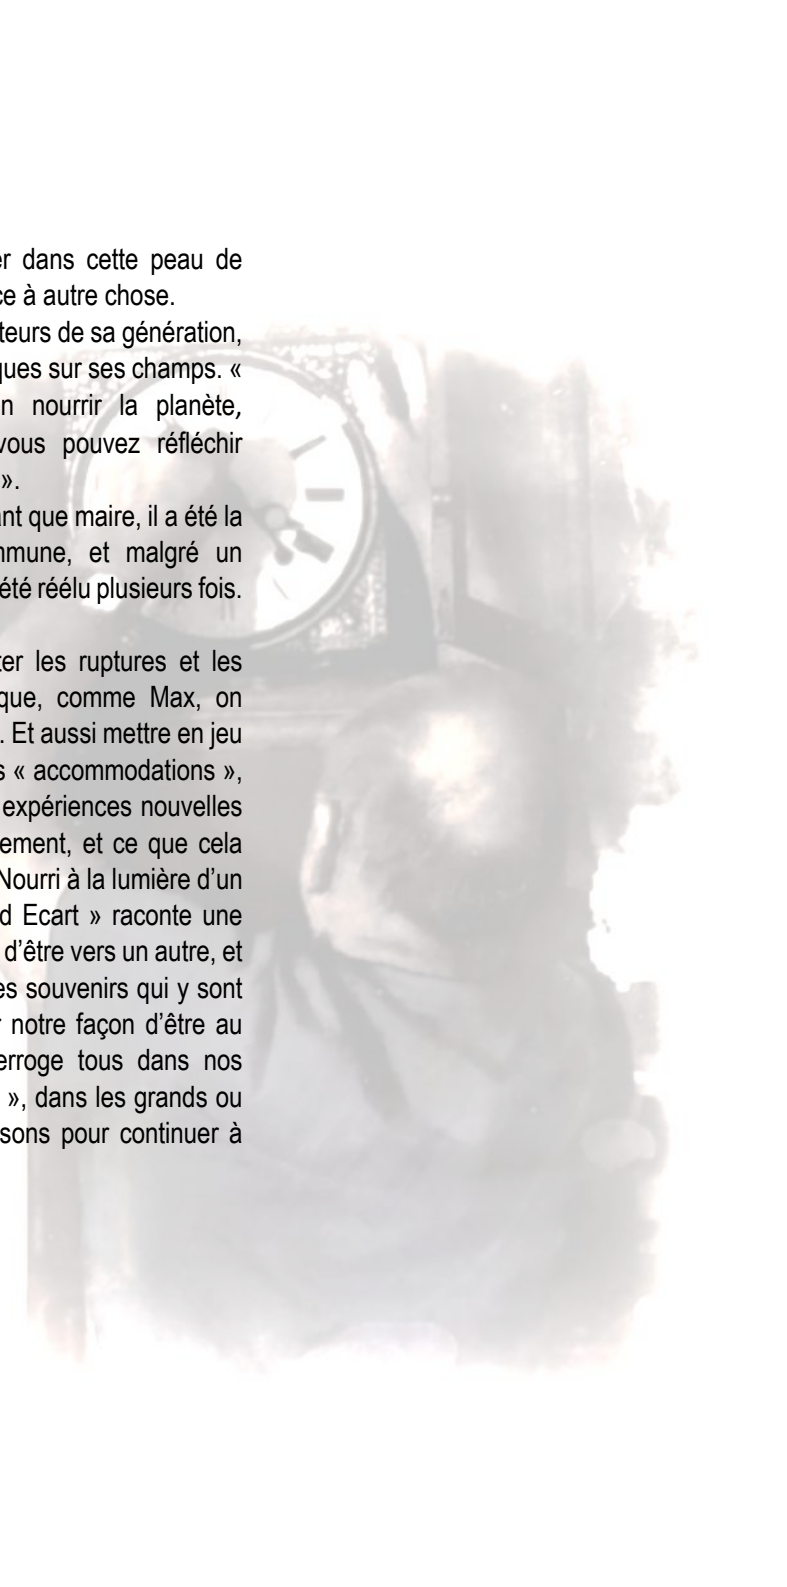 er dans cette peau de
ce à autre chose.
teurs de sa génération,
ques sur ses champs. «
n nourrir la planète,
vous pouvez réfléchir
».
ant que maire, il a été la
mmune, et malgré un
été réélu plusieurs fois.
ter les ruptures et les
que, comme Max, on
. Et aussi mettre en jeu
s « accommodations »,
expériences nouvelles
ement, et ce que cela
Nourri à la lumière d’un
d Ecart » raconte une
d’être vers un autre, et
es souvenirs qui y sont
r notre façon d’être au
erroge tous dans nos
», dans les grands ou
sons pour continuer à